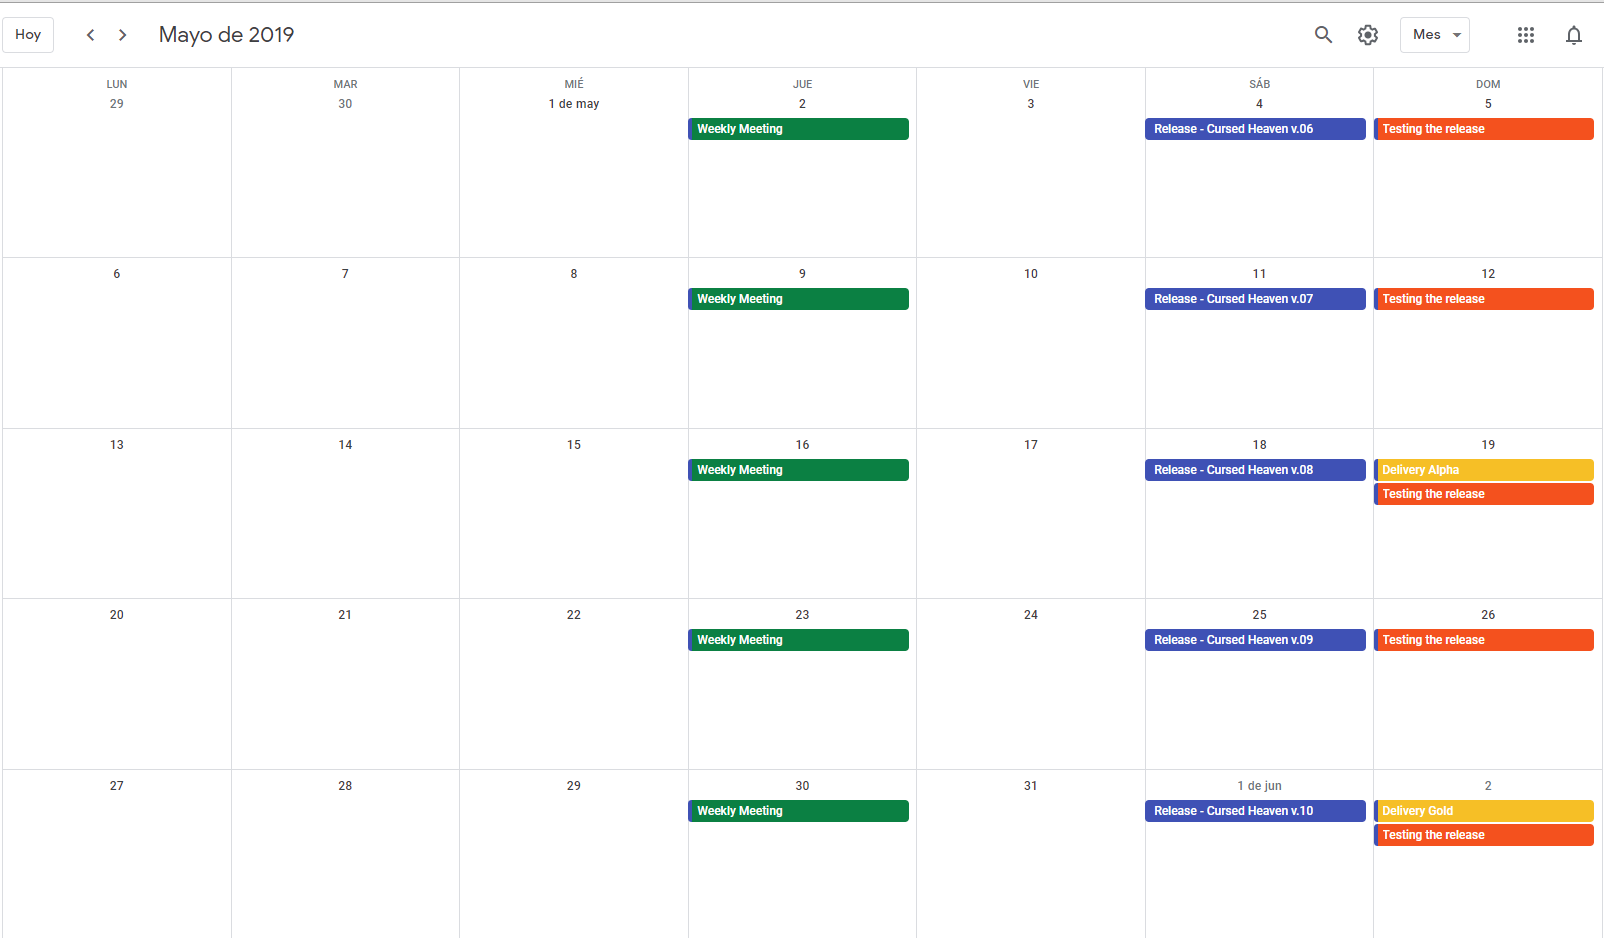 Hoy Mayo de 2019 Mes
LUN MAR MIÉ JUE VIE SÁB DOM
29 30 1 de may 2 3 4 5
Weekly Meeting Release - Cursed Heaven v.06 Testing the release
6 7 8 9 10 11 12
Weekly Meeting Release - Cursed Heaven v.07 Testing the release
13 14 15 16 17 18 19
Weekly Meeting Release - Cursed Heaven v.08 Delivery Alpha
Testing the release
20 21 22 23 24 25 26
Weekly Meeting Release - Cursed Heaven v.09 Testing the release
27 28 29 30 31 1 de jun 2
Weekly Meeting Release - Cursed Heaven v.10 Delivery Gold
Testing the release